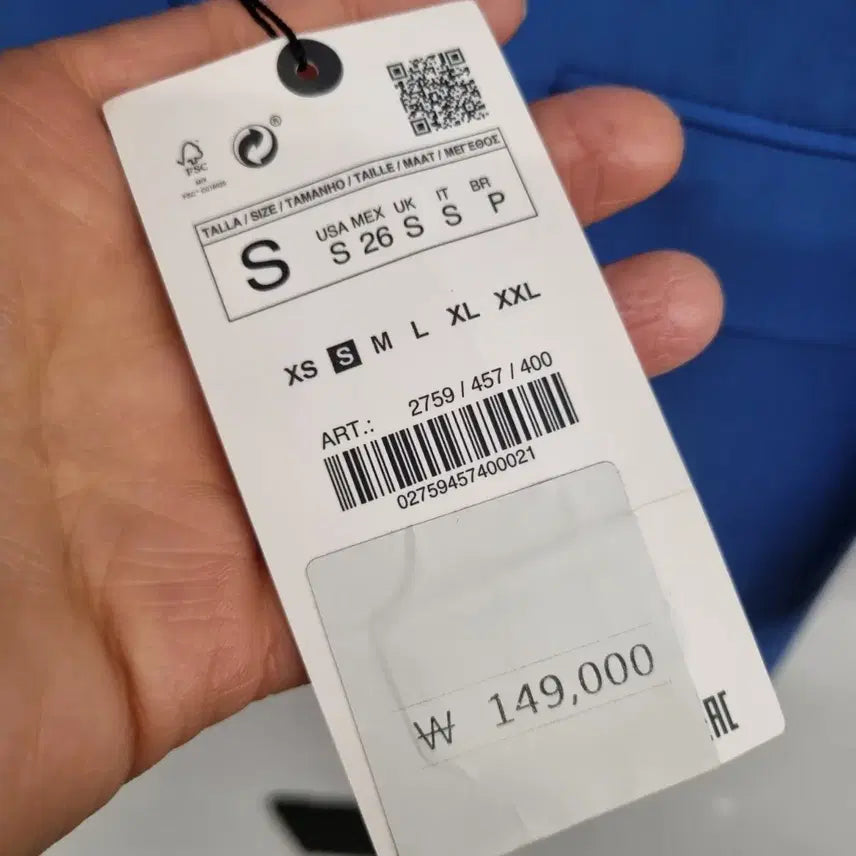 FSC
MIX
®
TALLA / SIZE / TAMANHO / TAILLE / MAAT / ΜΕΓΕΘΟΣ
S
USA MEX UK IT BR
S 26 S S P
XS S M L XL XXL
ART.: 2759 / 457 / 400
02759457400021
₩ 149,000